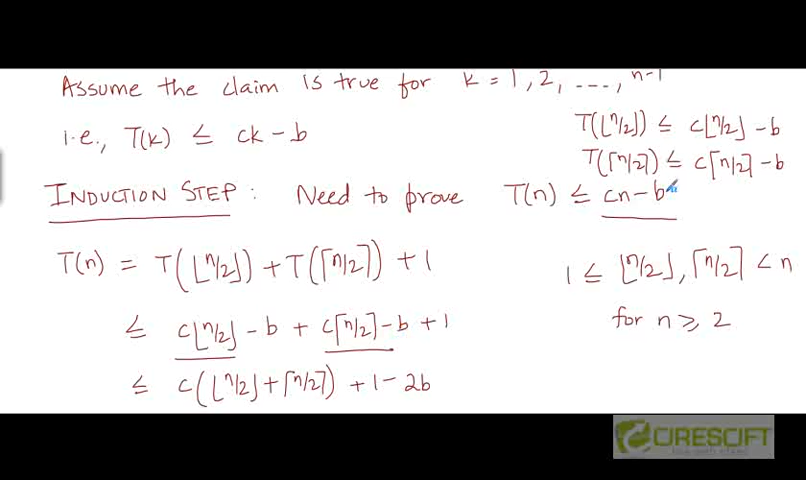 Assume the claim is true for k = 1, 2, ...., n-1
i.e., T(k) ≤ ck - b
T(⌊n/2⌋) ≤ c⌊n/2⌋ - b
T(⌈n/2⌉) ≤ c⌈n/2⌉ - b
INDUCTION STEP: Need to prove T(n) ≤ cn - b
T(n) = T(⌊n/2⌋) + T(⌈n/2⌉) + 1
1 ≤ ⌊n/2⌋, ⌈n/2⌉ < n
for n ≥ 2
≤ c⌊n/2⌋ - b + c⌈n/2⌉ - b + 1
≤ c(⌊n/2⌋ + ⌈n/2⌉) + 1 - 2b
CIRESCIFT